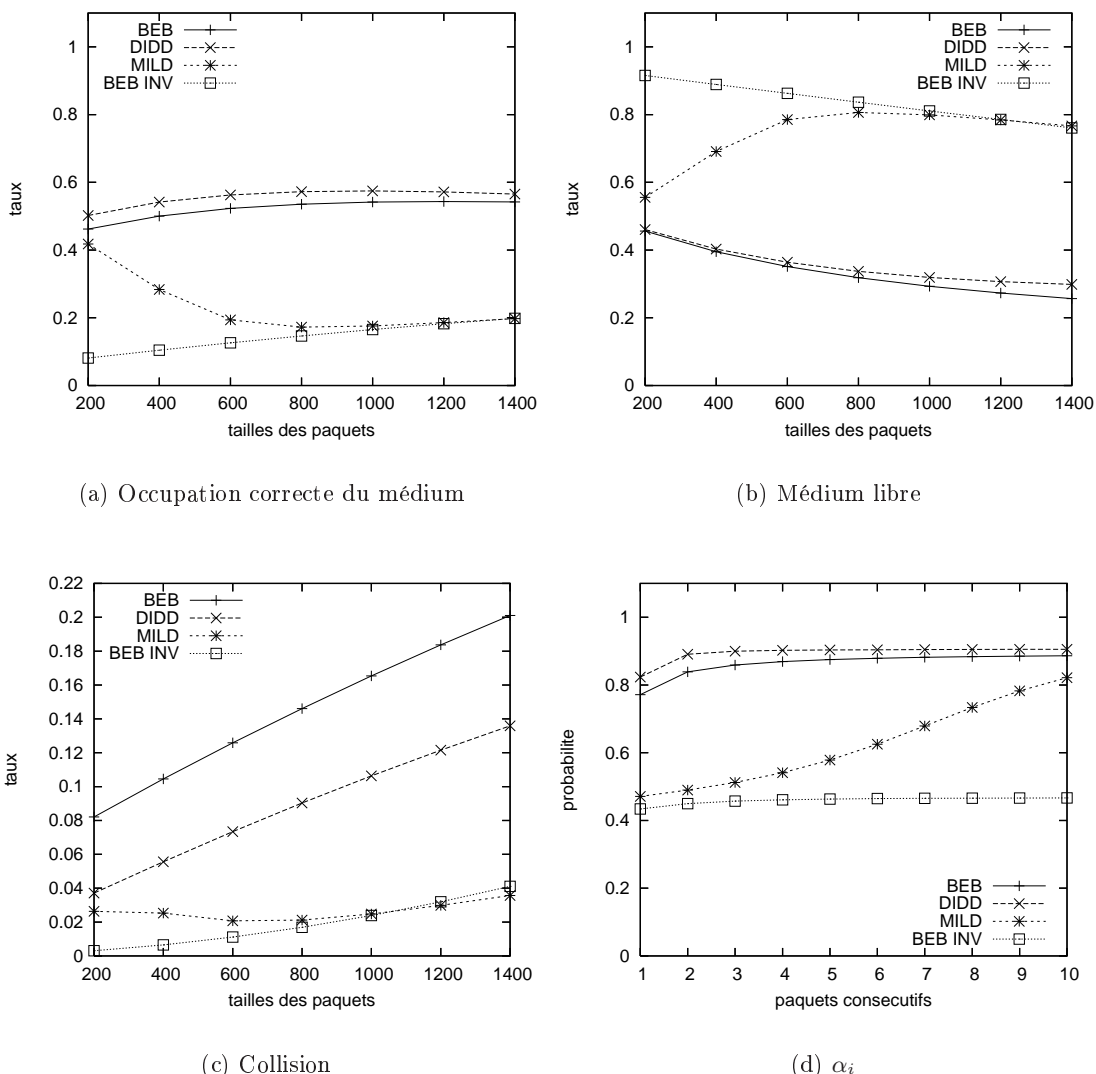 BEB
DIDD
MILD
BEB INV
1
0.8
0.6
0.4
0.2
0
taux
200 400 600 800 1000 1200 1400
tailles des paquets
(a) Occupation correcte du médium
BEB
DIDD
MILD
BEB INV
1
0.8
0.6
0.4
0.2
0
taux
200 400 600 800 1000 1200 1400
tailles des paquets
(b) Médium libre
BEB
DIDD
MILD
BEB INV
0.22
0.2
0.18
0.16
0.14
0.12
0.1
0.08
0.06
0.04
0.02
0
taux
200 400 600 800 1000 1200 1400
tailles des paquets
(c) Collision
1
0.8
0.6
0.4
0.2
0
probabilite
BEB
DIDD
MILD
BEB INV
1 2 3 4 5 6 7 8 9 10
paquets consecutifs
(d) αi